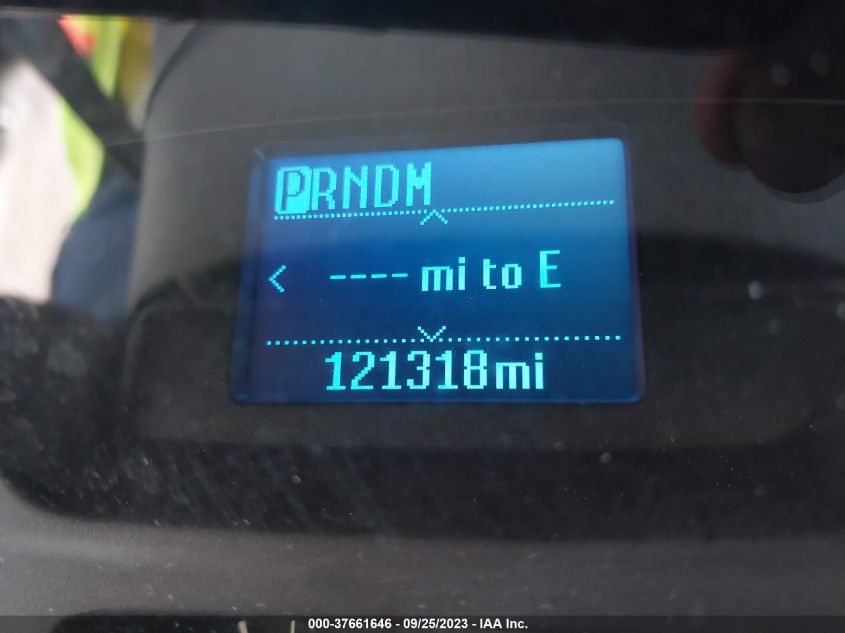 PRNDM
< ---- mi to E
121318mi
000-37661646 - 09/25/2023 - IAA Inc.